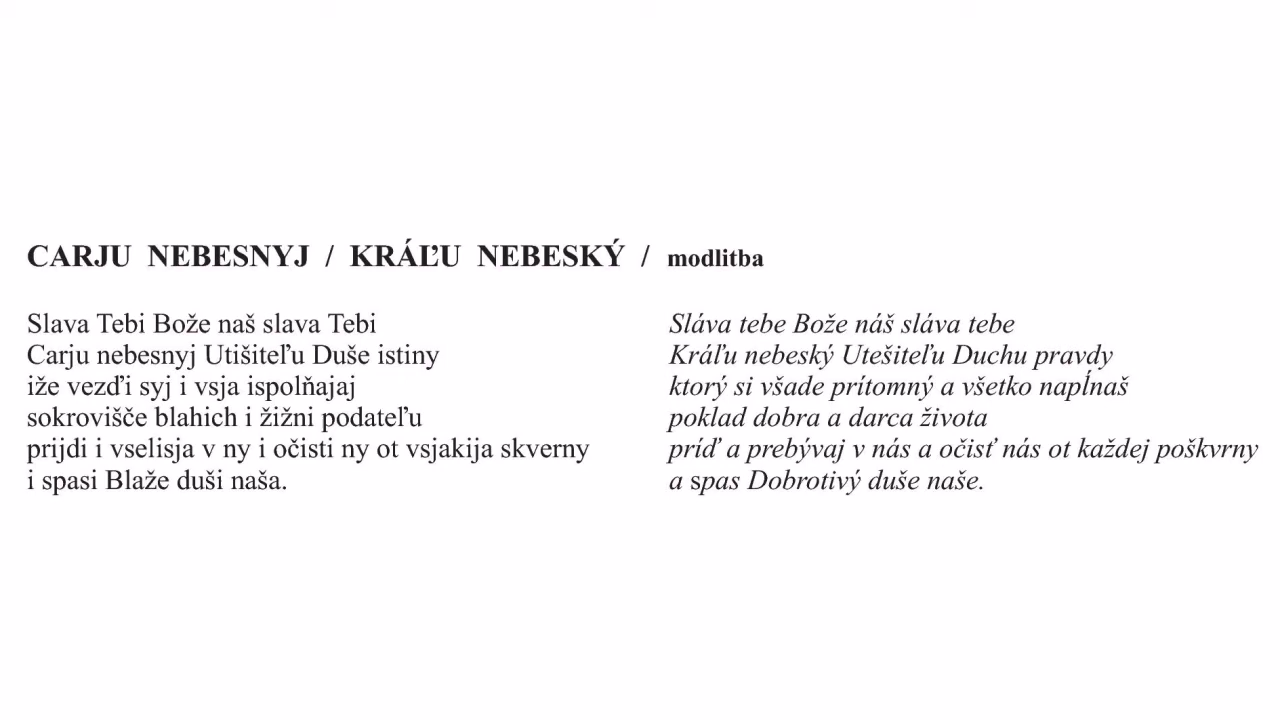 CARJU NEBESNYJ / KRÁĽU NEBESKÝ / modlitba
Slava Tebi Bože naš slava Tebi
Carju nebesnyj Utišiteľu Duše istiny
iže vezďi syj i vsja ispolňajaj
sokrovišče blahich i žižni podateľu
prijdi i vselisja v ny i očisti ny ot vsjakija skverny
i spasi Blaže duši naša.
Sláva tebe Bože náš sláva tebe
Kráľu nebeský Utešiteľu Duchu pravdy
ktorý si všade prítomný a všetko napĺnaš
poklad dobra a darca života
príď a prebývaj v nás a očisť nás ot každej poškvrny
a spas Dobrotivý duše naše.